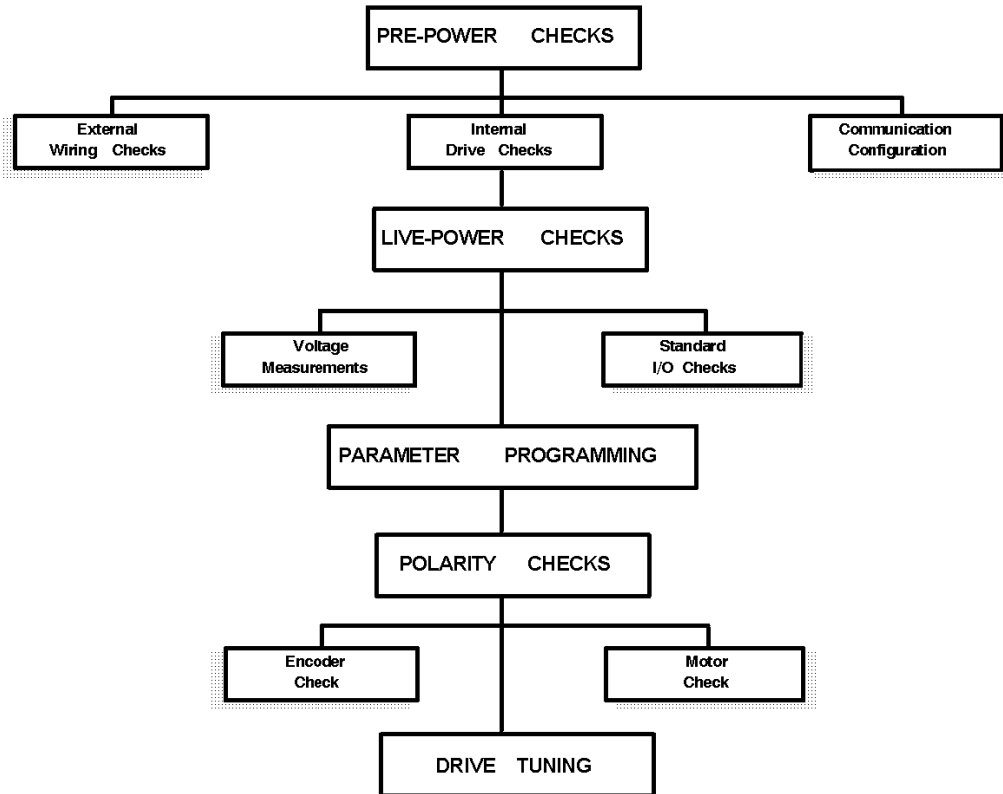 PRE-POWER CHECKS
External
Wiring Checks
Internal
Drive Checks
Communication
Configuration
LIVE-POWER CHECKS
Voltage
Measurements
Standard
I/O Checks
PARAMETER PROGRAMMING
POLARITY CHECKS
Encoder
Check
Motor
Check
DRIVE TUNING